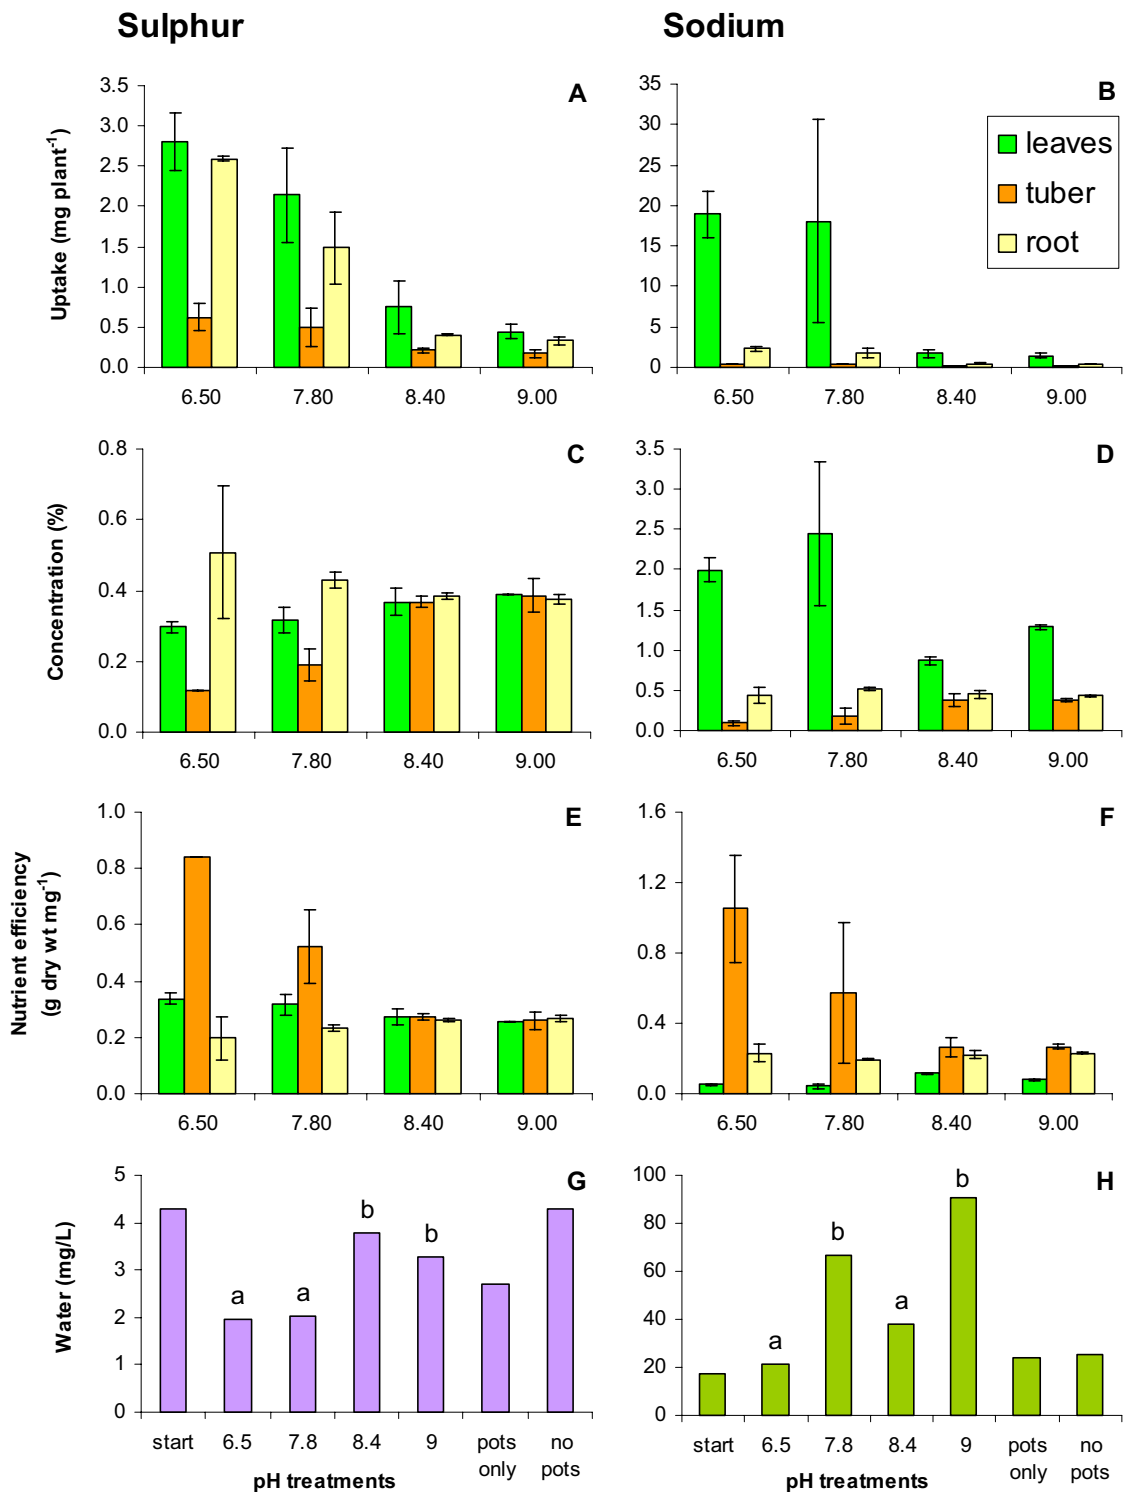 Sulphur
Sodium
A
Uptake (mg plant-1)
3.5
3.0
2.5
2.0
1.5
1.0
0.5
0.0
6.50 7.80 8.40 9.00
B
35
30
25
20
15
10
5
0
6.50 7.80 8.40 9.00
leaves
tuber
root
C
Concentration (%)
0.8
0.6
0.4
0.2
0.0
6.50 7.80 8.40 9.00
D
3.5
3.0
2.5
2.0
1.5
1.0
0.5
0.0
6.50 7.80 8.40 9.00
E
Nutrient efficiency
(g dry wt mg-1)
1.0
0.8
0.6
0.4
0.2
0.0
6.50 7.80 8.40 9.00
F
1.6
1.2
0.8
0.4
0.0
6.50 7.80 8.40 9.00
G
Water (mg/L)
5
4
3
2
1
0
a a b b
start 6.5 7.8 8.4 9 pots no
only pots
pH treatments
H
100
80
60
40
20
0
a b a b
start 6.5 7.8 8.4 9 pots no
only pots
pH treatments